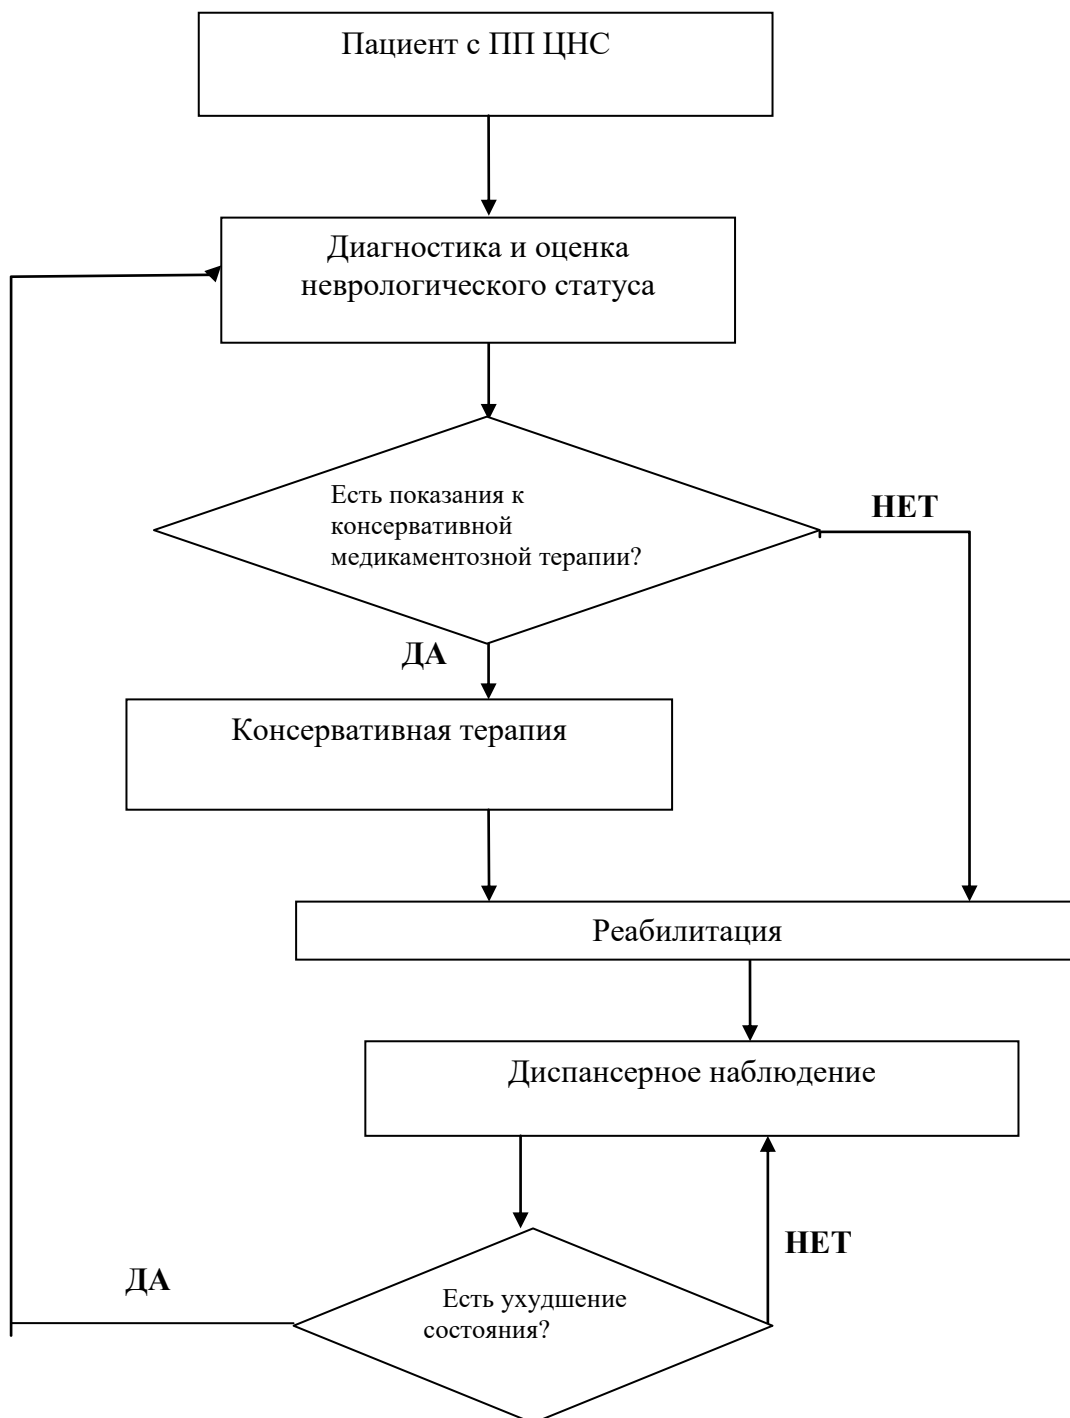 Пациент с ПП ЦНС
Диагностика и оценка
неврологического статуса
Есть показания к
консервативной
медикаментозной терапии?
НЕТ
ДА
Консервативная терапия
Реабилитация
Диспансерное наблюдение
НЕТ
ДА
Есть ухудшение
состояния?